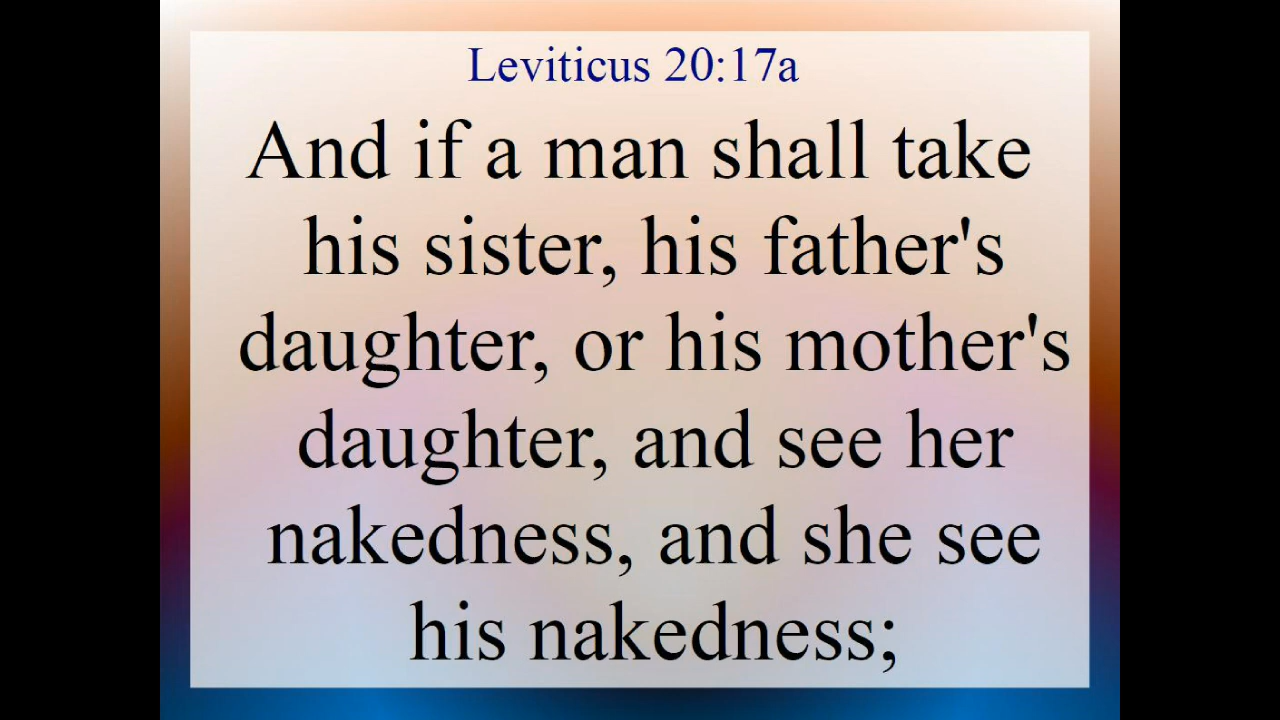 Leviticus 20:17a
And if a man shall take
his sister, his father's
daughter, or his mother's
daughter, and see her
nakedness, and she see
his nakedness;